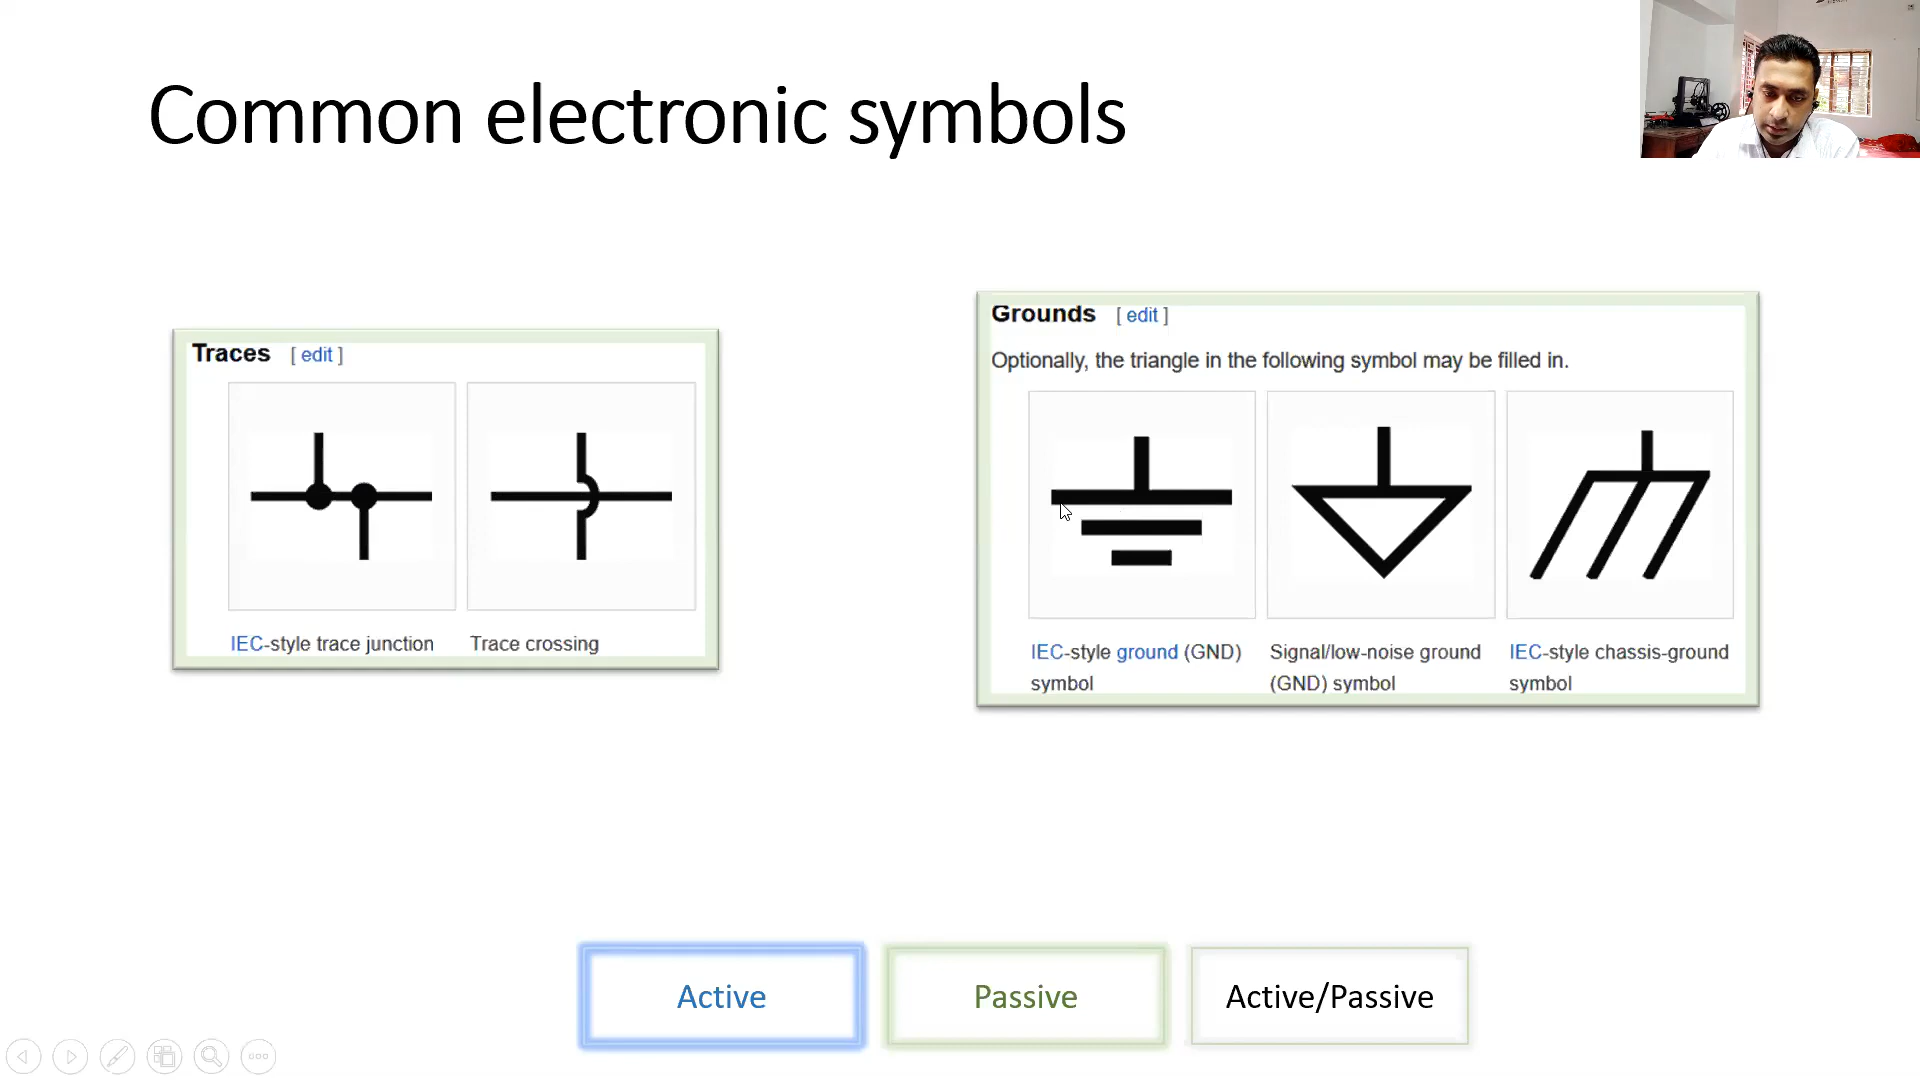 Common electronic symbols
Traces [ edit ]
IEC-style trace junction
Trace crossing
Grounds [ edit ]
Optionally, the triangle in the following symbol may be filled in.
IEC-style ground (GND)
symbol
Signal/low-noise ground
(GND) symbol
IEC-style chassis-ground
symbol
Active
Passive
Active/Passive